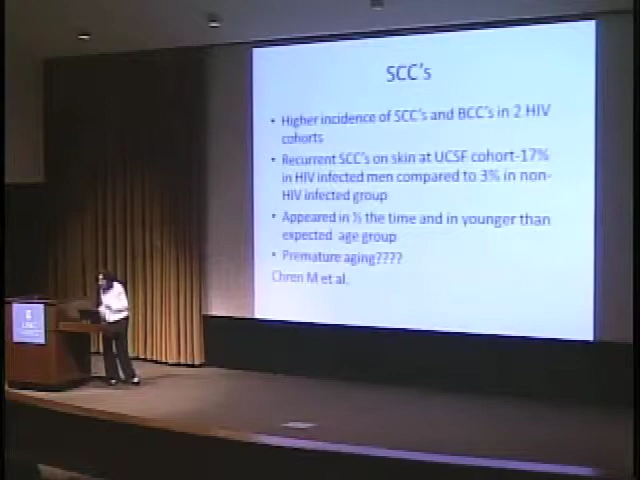 SCC's
• Higher incidence of SCC's and BCC's in 2 HIV
cohorts
• Recurrent SCC's on skin at UCSF cohort-17%
in HIV infected men compared to 3% in non-
HIV infected group
• Appeared in ½ the time and in younger than
expected age group
• Premature aging????
Chren M et al.